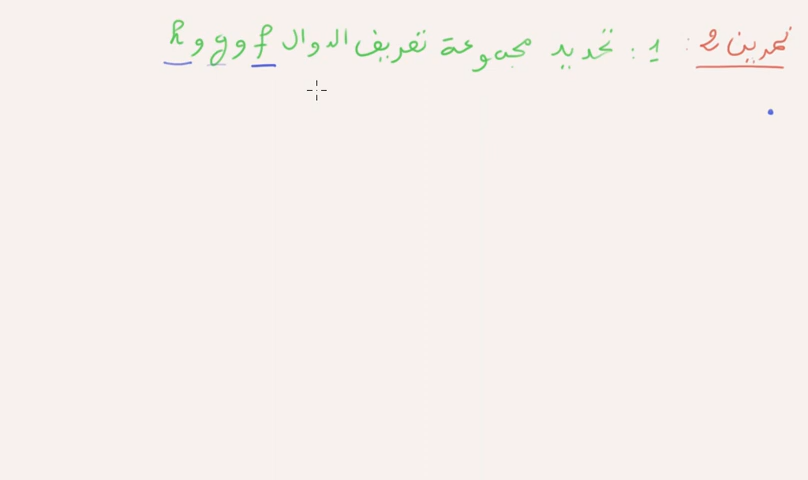 تمرين 2 : 1 : تحديد مجموعة تعريف الدوال f و g و h